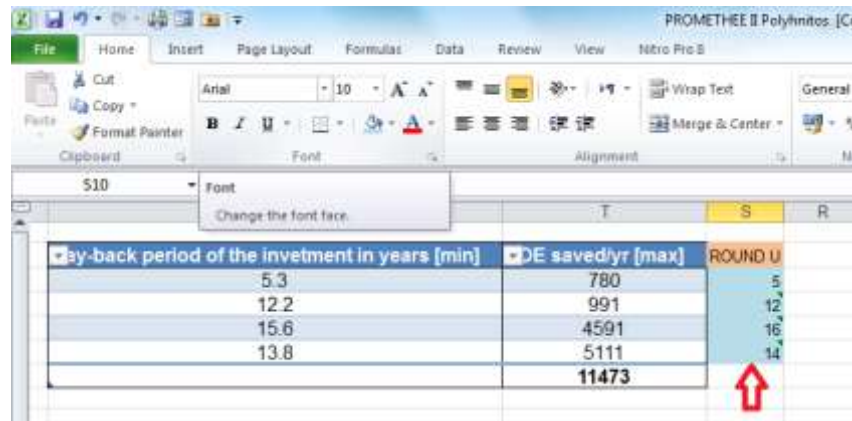 PROMETHEE II Polyhnitos [Co
File Home Insert Page Layout Formulas Data Review View Nitro Pro 8
Cut
Copy
Paste
Format Painter
Arial 10 A A
B I U A
Wrap Text
Merge & Center
General
Clipboard Font Alignment N
S10
Font
Change the font face.
T S R
ay-back period of the invetment in years [min] OE saved/yr [max] ROUND U
5.3 780 5
12.2 991 12
15.6 4591 16
13.8 5111 14
11473